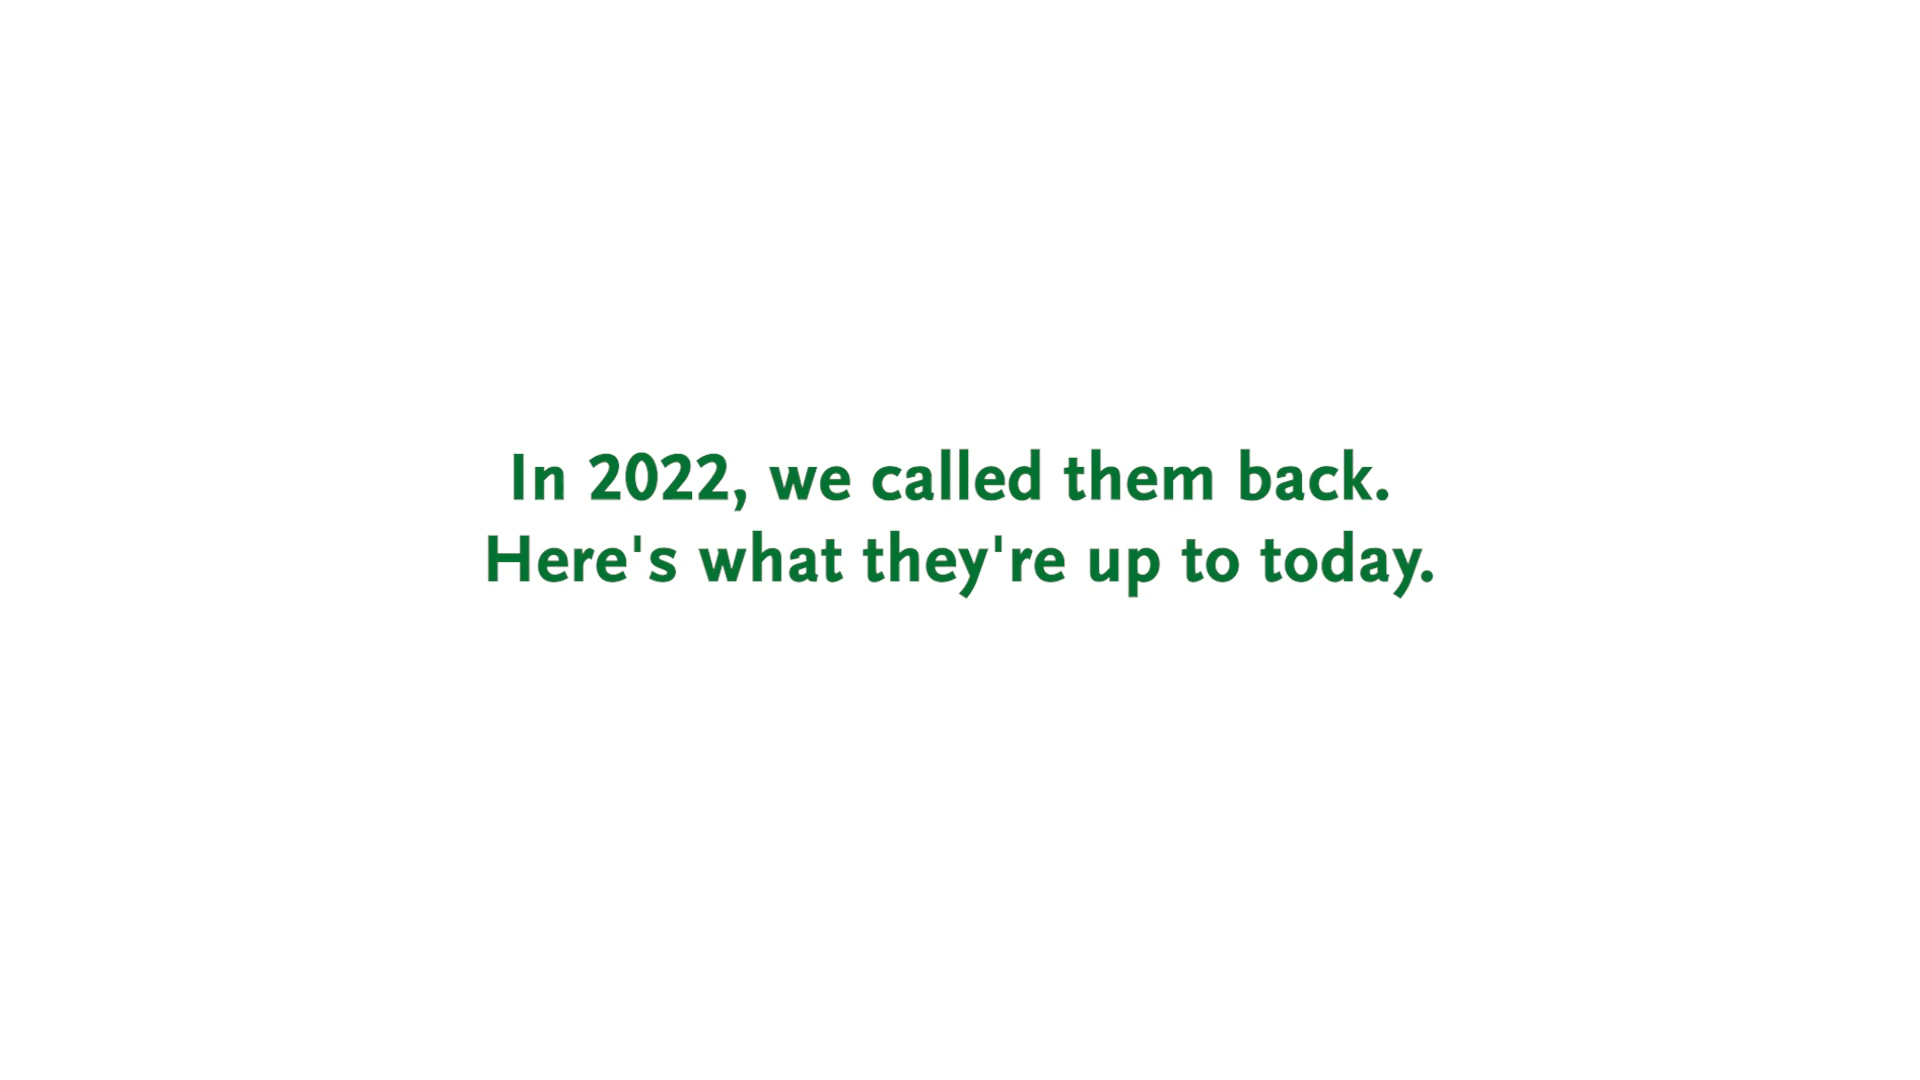 In 2022, we called them back.
Here's what they're up to today.